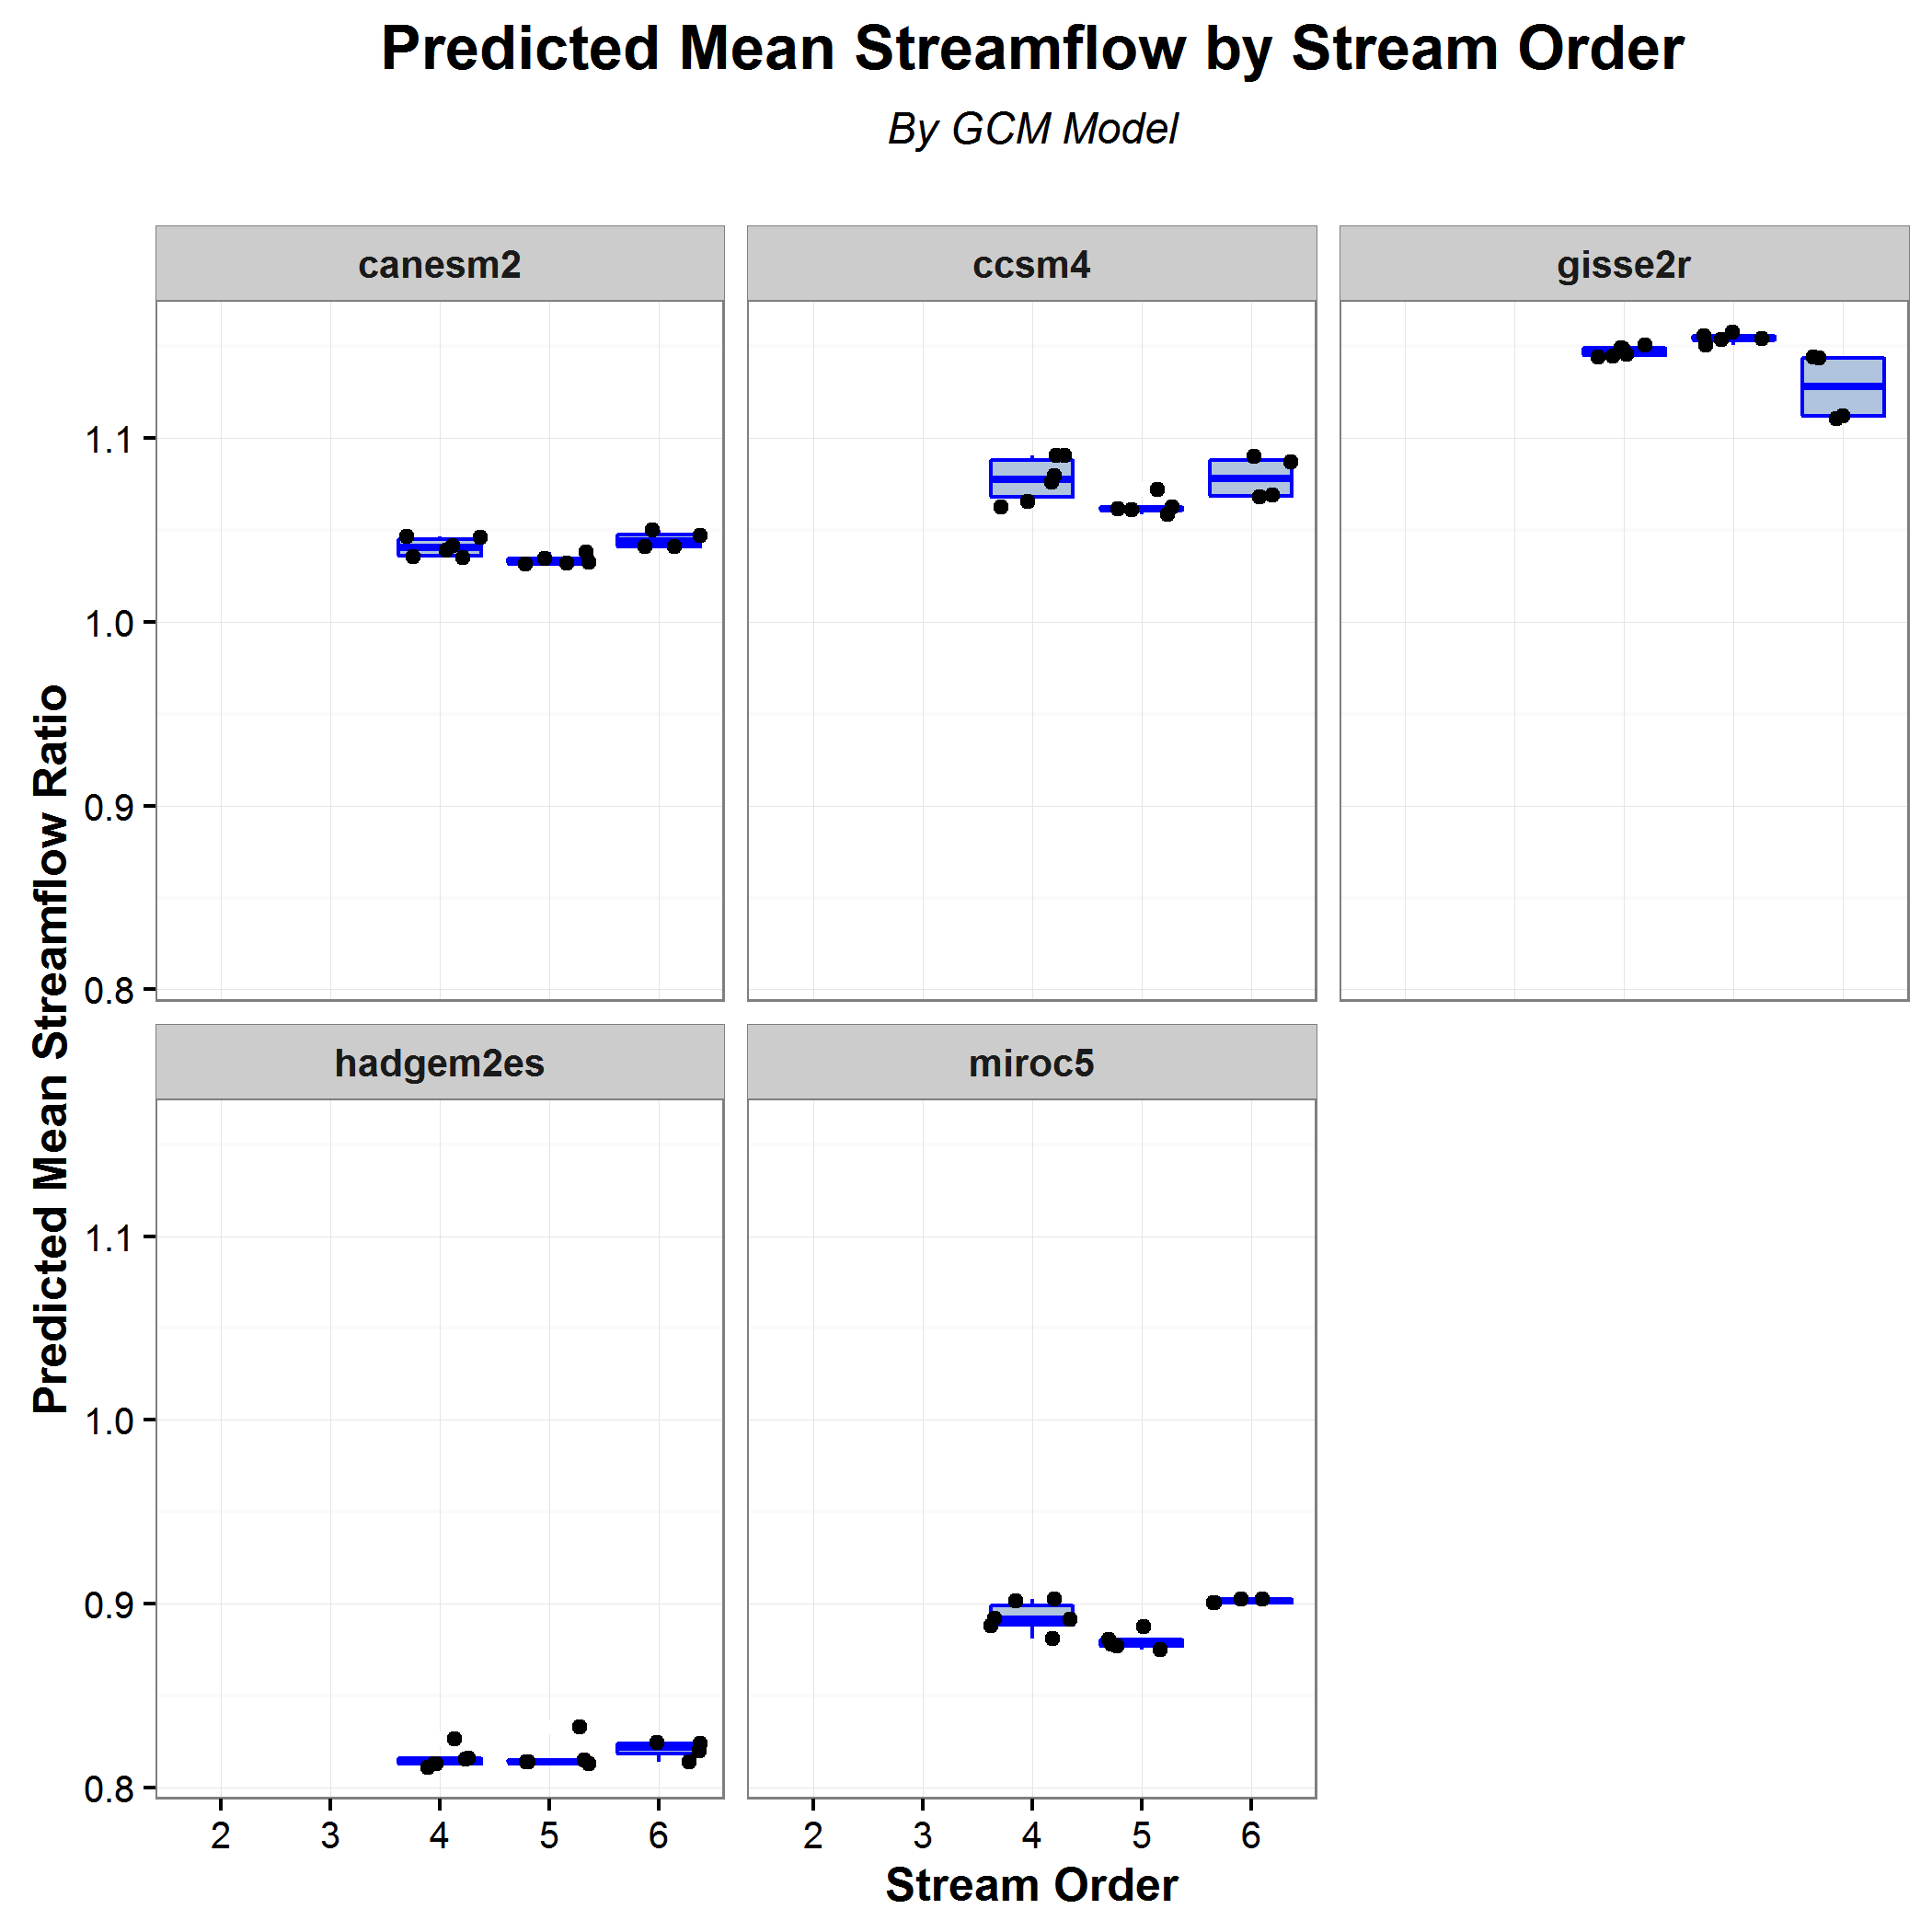 Predicted Mean Streamflow by Stream Order
By GCM Model
canesm2
ccsm4
gisse2r
1.1
1.0
0.9
0.8
Predicted Mean Streamflow Ratio
hadgem2es
miroc5
1.1
1.0
0.9
0.8
2 3 4 5 6
2 3 4 5 6
Stream Order